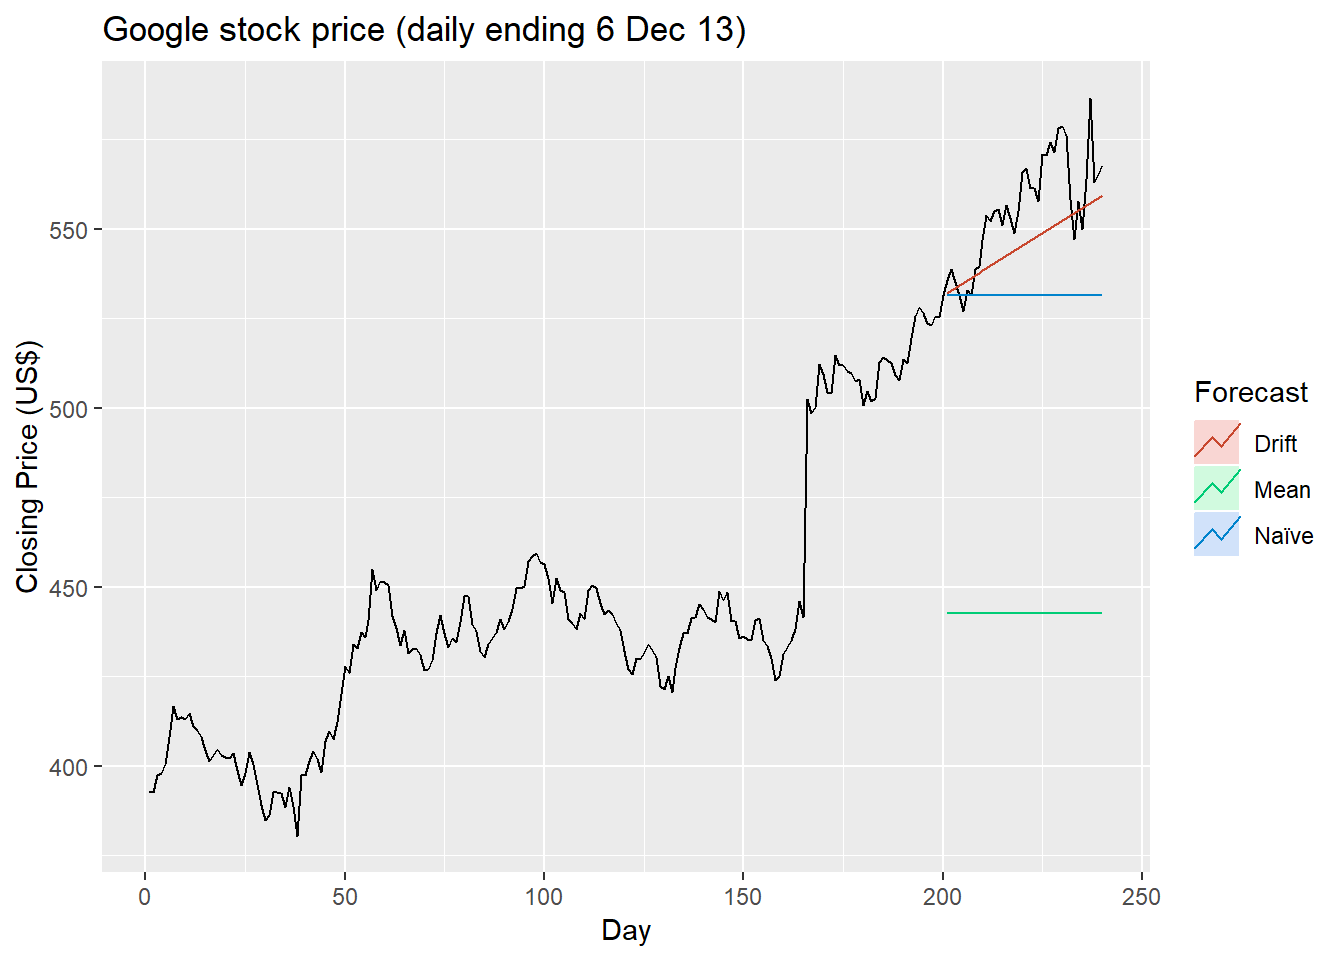 Google stock price (daily ending 6 Dec 13)
Closing Price (US$)
550
500
450
400
0
50
100
150
200
250
Day
Forecast
Drift
Mean
Naïve